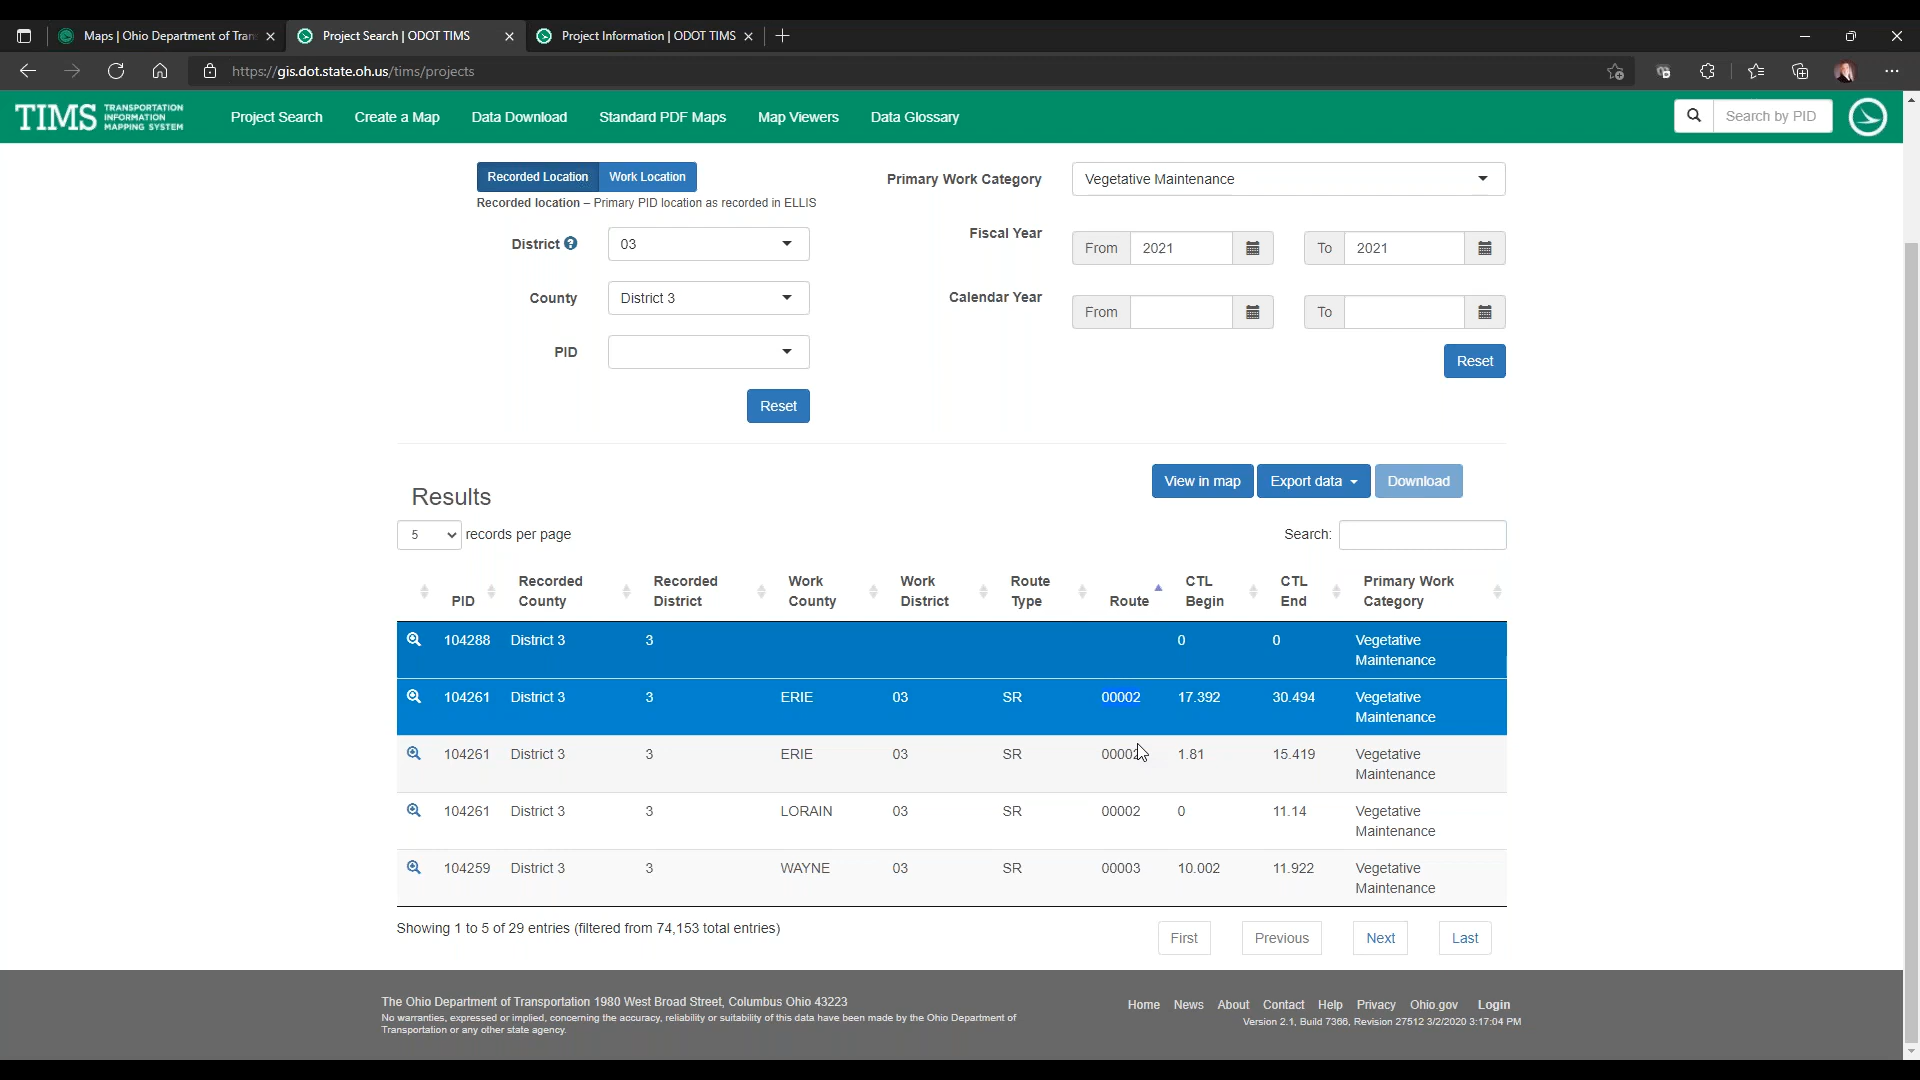 Maps | Ohio Department of Tran
Project Search | ODOT TIMS
Project Information | ODOT TIMS
https://gis.dot.state.oh.us/tims/projects
TIMS TRANSPORTATION
INFORMATION
MAPPING SYSTEM
Project Search
Create a Map
Data Download
Standard PDF Maps
Map Viewers
Data Glossary
Search by PID
Recorded Location
Work Location
Recorded location – Primary PID location as recorded in ELLIS
District ?
03
County
District 3
PID
Reset
Primary Work Category
Vegetative Maintenance
Fiscal Year
From 2021
To 2021
Calendar Year
From
To
Reset
Results
View in map
Export data
Download
5 records per page
Search:
PID Recorded County Recorded District Work County Work District Route Type Route CTL Begin CTL End Primary Work Category
104288 District 3 3 0 0 Vegetative Maintenance
104261 District 3 3 ERIE 03 SR 00002 17.392 30.494 Vegetative Maintenance
104261 District 3 3 ERIE 03 SR 00002 1.81 15.419 Vegetative Maintenance
104261 District 3 3 LORAIN 03 SR 00002 0 11.14 Vegetative Maintenance
104259 District 3 3 WAYNE 03 SR 00003 10.002 11.922 Vegetative Maintenance
Showing 1 to 5 of 29 entries (filtered from 74,153 total entries)
First
Previous
Next
Last
The Ohio Department of Transportation 1980 West Broad Street, Columbus Ohio 43223
No warranties, expressed or implied, concerning the accuracy, reliability or suitability of this data have been made by the Ohio Department of
Transportation or any other state agency.
Home News About Contact Help Privacy Ohio.gov Login
Version 2.1, Build 7366, Revision 27512 3/2/2020 3:17:04 PM